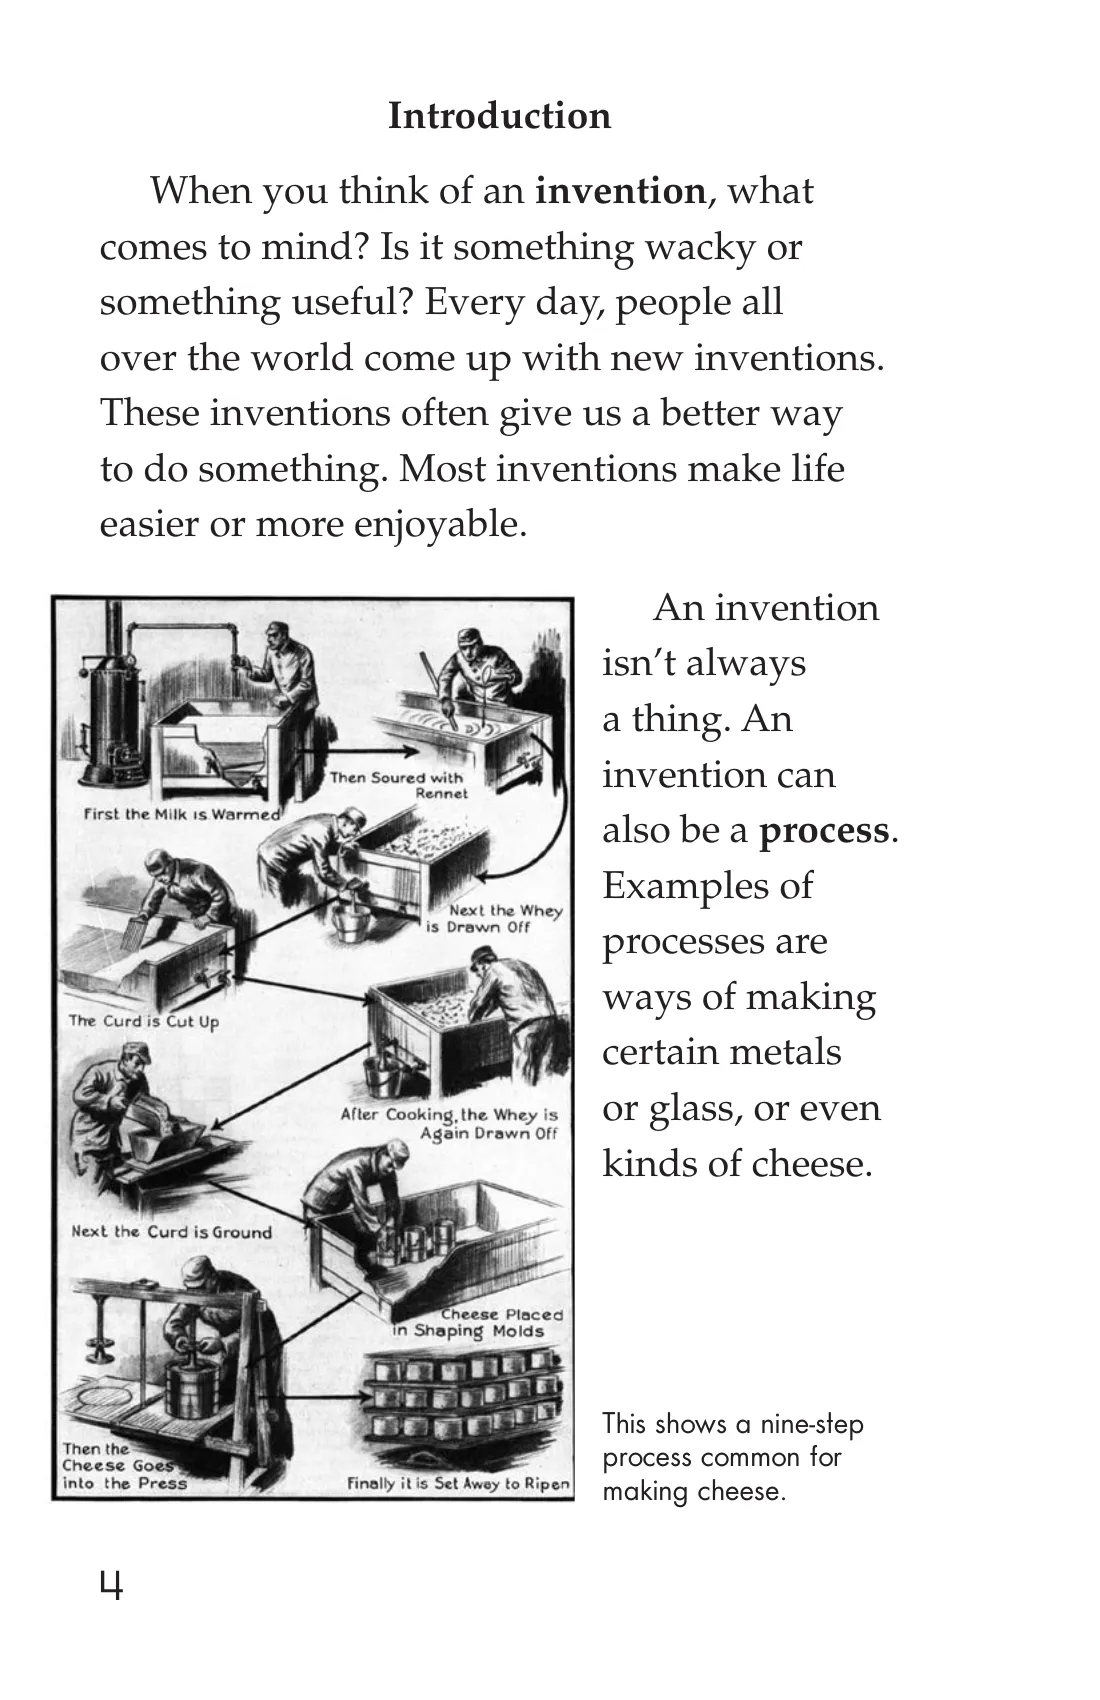 Introduction
When you think of an invention, what
comes to mind? Is it something wacky or
something useful? Every day, people all
over the world come up with new inventions.
These inventions often give us a better way
to do something. Most inventions make life
easier or more enjoyable.
An invention
isn’t always
a thing. An
invention can
also be a process.
Examples of
processes are
ways of making
certain metals
or glass, or even
kinds of cheese.
First the Milk is Warmed
Then Soured with
Rennet
Next the Whey
is Drawn Off
The Curd is Cut Up
After Cooking, the Whey is
Again Drawn Off
Next the Curd is Ground
Cheese Placed
in Shaping Molds
Then the
Cheese Goes
into the Press
Finally it is Set Away to Ripen
This shows a nine-step
process common for
making cheese.
4